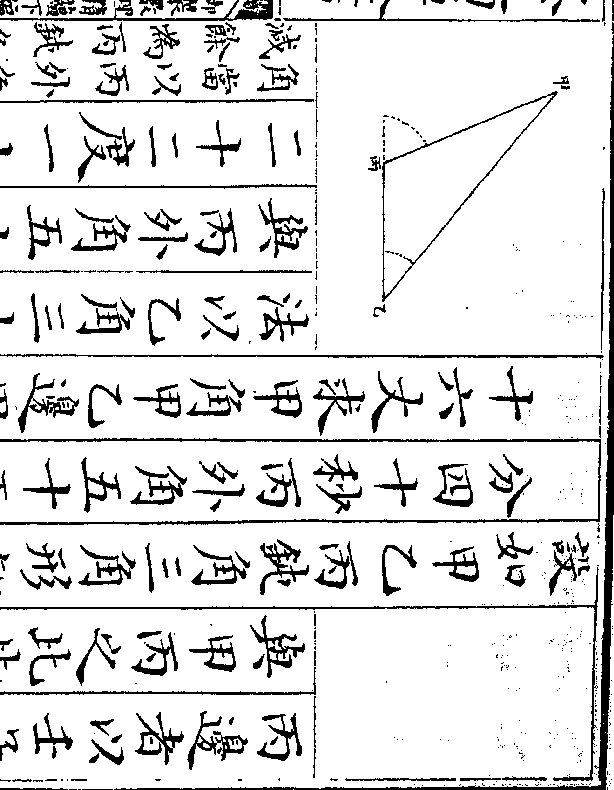 丙邊者以壬
與甲丙之比
設如甲乙丙鈍角三角形
分四十秒丙外角五十
十六丈求甲角甲乙邊
甲
丙
乙
法以乙角三
與丙外角五
二十二度一
角當以丙外
減餘為丙鈍